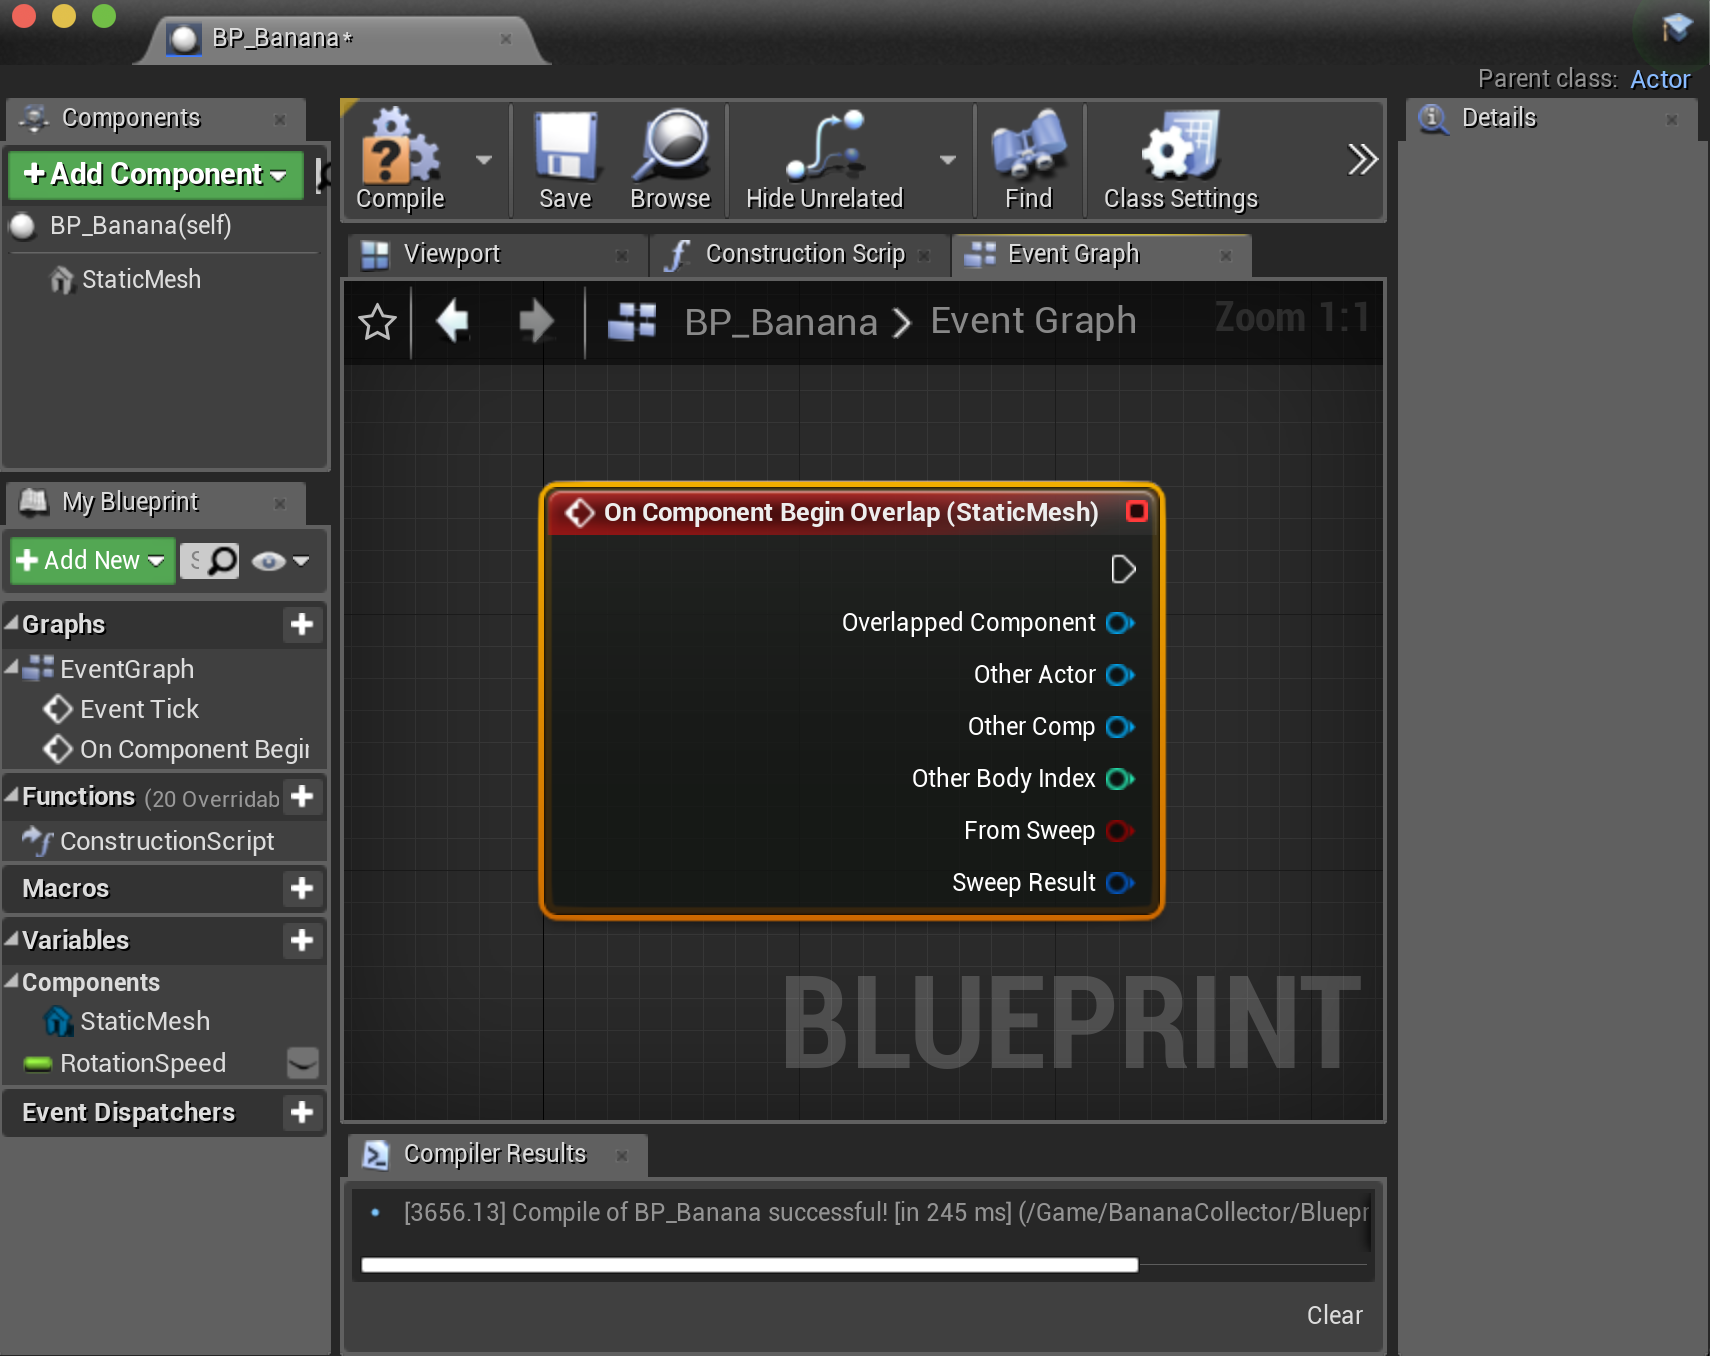 BP_Banana*
Parent class: Actor
Components
Add Component
BP_Banana(self)
StaticMesh
Compile
Save
Browse
Hide Unrelated
Find
Class Settings
Details
Viewport
Construction Scrip
Event Graph
BP_Banana
Event Graph
Zoom 1:1
On Component Begin Overlap (StaticMesh)
Overlapped Component
Other Actor
Other Comp
Other Body Index
From Sweep
Sweep Result
BLUEPRINT
My Blueprint
Add New
Graphs
EventGraph
Event Tick
On Component Begin
Functions (20 Overridab
ConstructionScript
Macros
Variables
Components
StaticMesh
RotationSpeed
Event Dispatchers
Compiler Results
[3656.13] Compile of BP_Banana successful! [in 245 ms] (/Game/BananaCollector/Bluepr
Clear